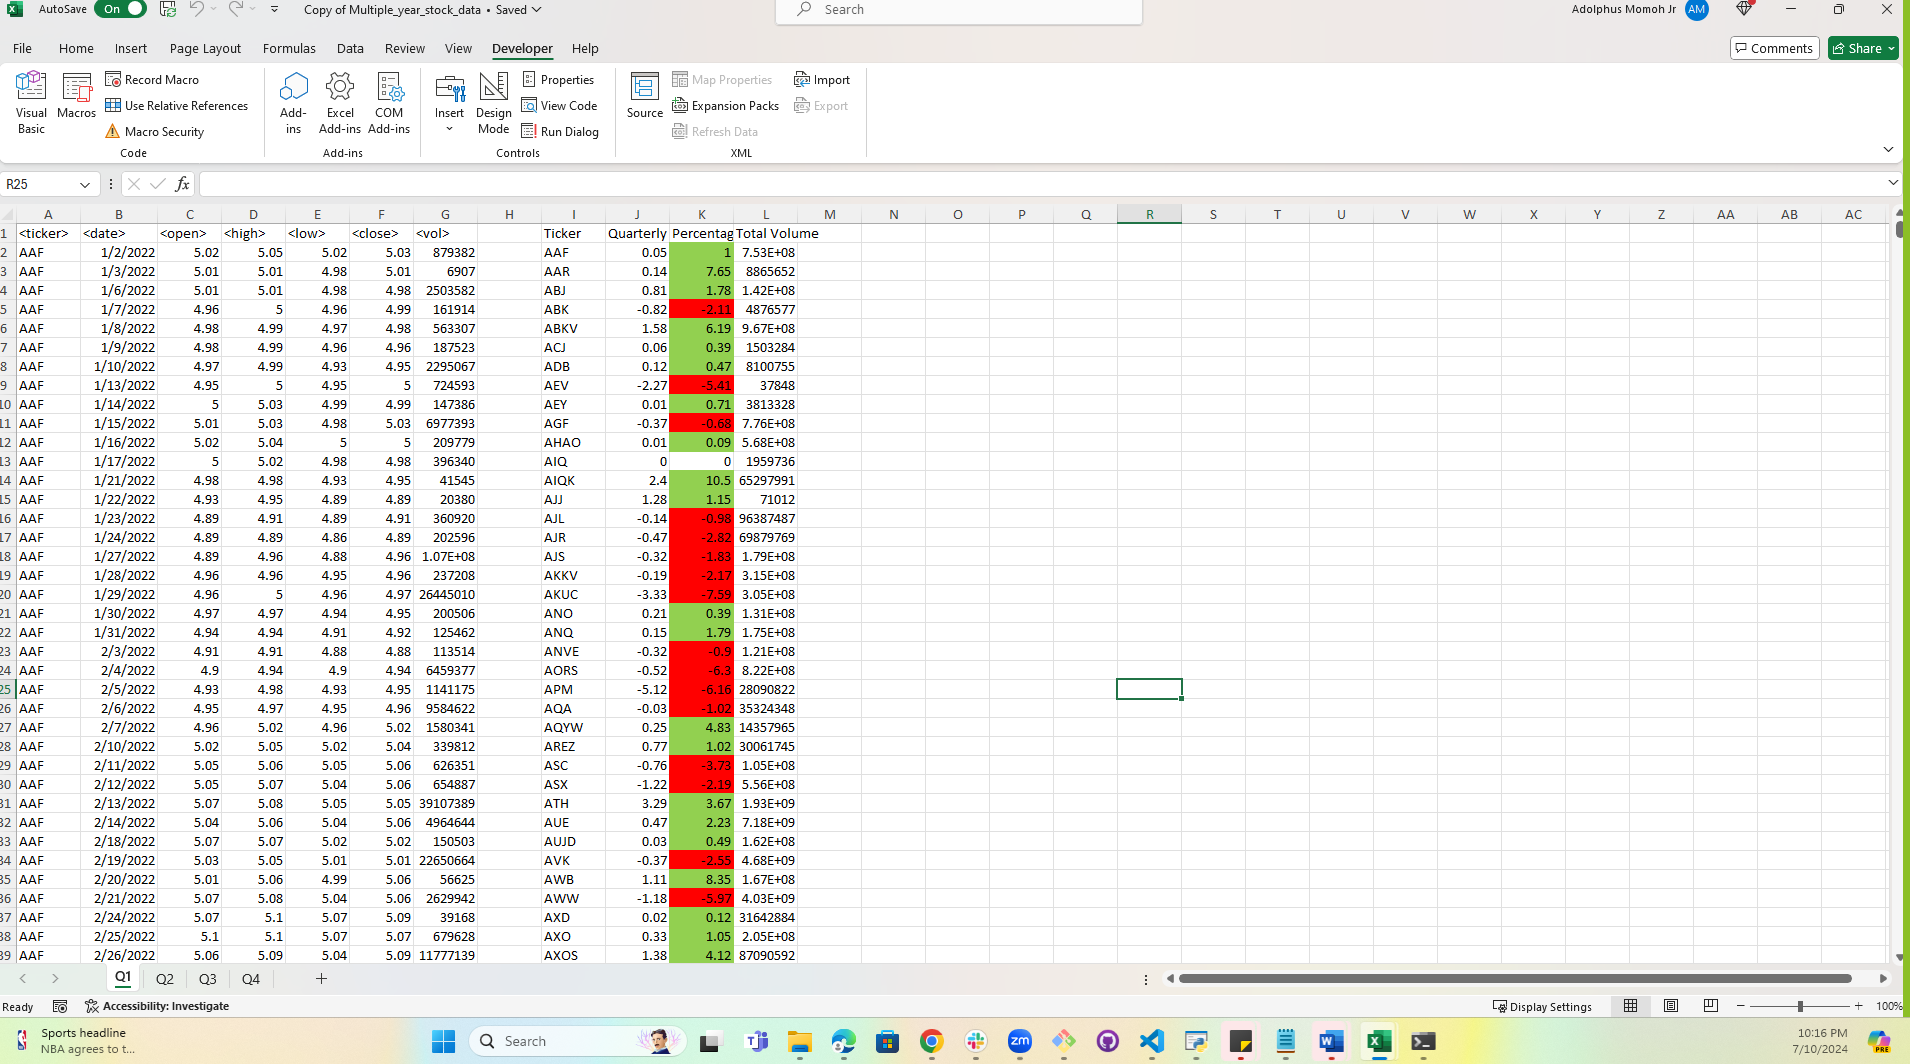 AutoSave On Copy of Multiple_year_stock_data • Saved Search Adolphus Momoh Jr AM
File Home Insert Page Layout Formulas Data Review View Developer Help Comments Share
Visual Basic
Macros
Record Macro
Use Relative References
Macro Security
Code
Add-ins
Excel Add-ins
COM Add-ins
Add-ins
Insert
Design Mode
Properties
View Code
Run Dialog
Controls
Source
Map Properties
Expansion Packs
Refresh Data
Import
Export
XML
R25 fx
A B C D E F G H I J K L M N O P Q R S T U V W X Y Z AA AB AC
1 <ticker> <date> <open> <high> <low> <close> <vol> Ticker Quarterly Percentag Total Volume
2 AAF 1/2/2022 5.02 5.05 5.02 5.03 879382 AAF 0.05 1 7.53E+08
3 AAF 1/3/2022 5.01 5.01 4.98 5.01 6907 AAR 0.14 7.65 8865652
4 AAF 1/6/2022 5.01 5.01 4.98 4.98 2503582 ABJ 0.81 1.78 1.42E+08
5 AAF 1/7/2022 4.96 5 4.96 4.99 161914 ABK -0.82 -2.11 4876577
6 AAF 1/8/2022 4.98 4.99 4.97 4.98 563307 ABKV 1.58 6.19 9.67E+08
7 AAF 1/9/2022 4.98 4.99 4.96 4.96 187523 ACJ 0.06 0.39 1503284
8 AAF 1/10/2022 4.97 4.99 4.93 4.95 2295067 ADB 0.12 0.47 8100755
9 AAF 1/13/2022 4.95 5 4.95 5 724593 AEV -2.27 -5.41 37848
10 AAF 1/14/2022 5 5.03 4.99 4.99 147386 AEY 0.01 0.71 3813328
11 AAF 1/15/2022 5.01 5.03 4.98 5.03 6977393 AGF -0.37 -0.68 7.76E+08
12 AAF 1/16/2022 5.02 5.04 5 5 209779 AHAO 0.01 0.09 5.68E+08
13 AAF 1/17/2022 5 5.02 4.98 4.98 396340 AIQ 0 0 1959736
14 AAF 1/21/2022 4.98 4.98 4.93 4.95 41545 AIQK 2.4 10.5 65297991
15 AAF 1/22/2022 4.93 4.95 4.89 4.89 20380 AJJ 1.28 1.15 71012
16 AAF 1/23/2022 4.89 4.91 4.89 4.91 360920 AJL -0.14 -0.98 96387487
17 AAF 1/24/2022 4.89 4.89 4.86 4.89 202596 AJR -0.47 -2.82 69879769
18 AAF 1/27/2022 4.89 4.96 4.88 4.96 1.07E+08 AJS -0.32 -1.83 1.79E+08
19 AAF 1/28/2022 4.96 4.96 4.95 4.96 237208 AKKV -0.19 -2.17 3.15E+08
20 AAF 1/29/2022 4.96 5 4.96 4.97 26445010 AKUC -3.33 -7.59 3.05E+08
21 AAF 1/30/2022 4.97 4.97 4.94 4.95 200506 ANO 0.21 0.39 1.31E+08
22 AAF 1/31/2022 4.94 4.94 4.91 4.92 125462 ANQ 0.15 1.79 1.75E+08
23 AAF 2/3/2022 4.91 4.91 4.88 4.88 113514 ANVE -0.32 -0.9 1.21E+08
24 AAF 2/4/2022 4.9 4.94 4.9 4.94 6459377 AORS -0.52 -6.3 8.22E+08
25 AAF 2/5/2022 4.93 4.98 4.93 4.95 1141175 APM -5.12 -6.16 28090822
26 AAF 2/6/2022 4.95 4.97 4.95 4.96 9584622 AQA -0.03 -1.02 35324348
27 AAF 2/7/2022 4.96 5.02 4.96 5.02 1580341 AQYW 0.25 4.83 14357965
28 AAF 2/10/2022 5.02 5.05 5.02 5.04 339812 AREZ 0.77 1.02 30061745
29 AAF 2/11/2022 5.05 5.06 5.05 5.06 626351 ASC -0.76 -3.73 1.05E+08
30 AAF 2/12/2022 5.05 5.07 5.04 5.06 654887 ASX -1.22 -2.19 5.56E+08
31 AAF 2/13/2022 5.07 5.08 5.05 5.05 39107389 ATH 3.29 3.67 1.93E+09
32 AAF 2/14/2022 5.04 5.06 5.04 5.06 4964644 AUE 0.47 2.23 7.18E+09
33 AAF 2/18/2022 5.07 5.07 5.02 5.02 150503 AUJD 0.03 0.49 1.62E+08
34 AAF 2/19/2022 5.03 5.05 5.01 5.01 22650664 AVK -0.37 -2.55 4.68E+09
35 AAF 2/20/2022 5.01 5.06 4.99 5.06 56625 AWB 1.11 8.35 1.67E+08
36 AAF 2/21/2022 5.07 5.08 5.04 5.06 2629942 AWW -1.18 -5.97 4.03E+09
37 AAF 2/24/2022 5.07 5.1 5.07 5.09 39168 AXD 0.02 0.12 31642884
38 AAF 2/25/2022 5.1 5.1 5.07 5.07 679628 AXO 0.33 1.05 2.05E+08
39 AAF 2/26/2022 5.06 5.09 5.04 5.09 11777139 AXOS 1.38 4.12 87090592
Q1 Q2 Q3 Q4
Ready Accessibility: Investigate Display Settings 100%
Sports headline
NBA agrees to t...
Search
zm
PRE
10:16 PM
7/10/2024